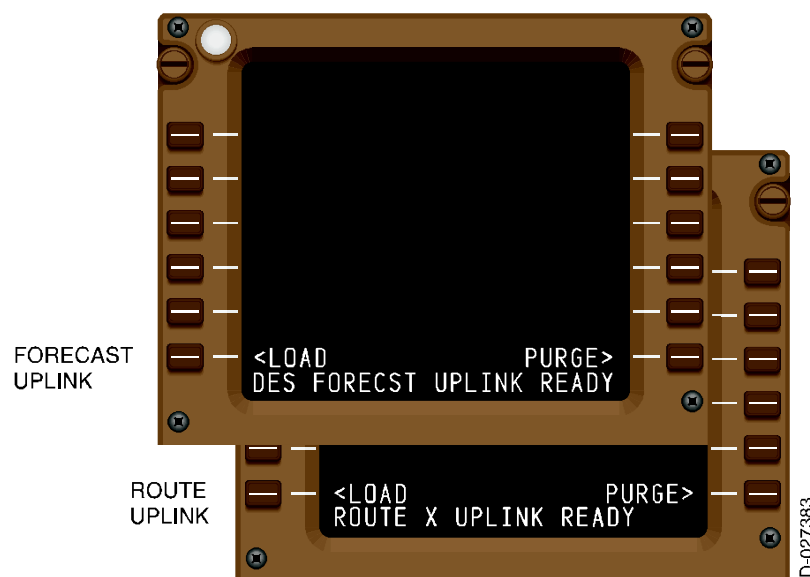 FORECAST
UPLINK
<LOAD PURGE>
DES FORECST UPLINK READY
ROUTE
UPLINK
<LOAD PURGE>
ROUTE X UPLINK READY
D-027383